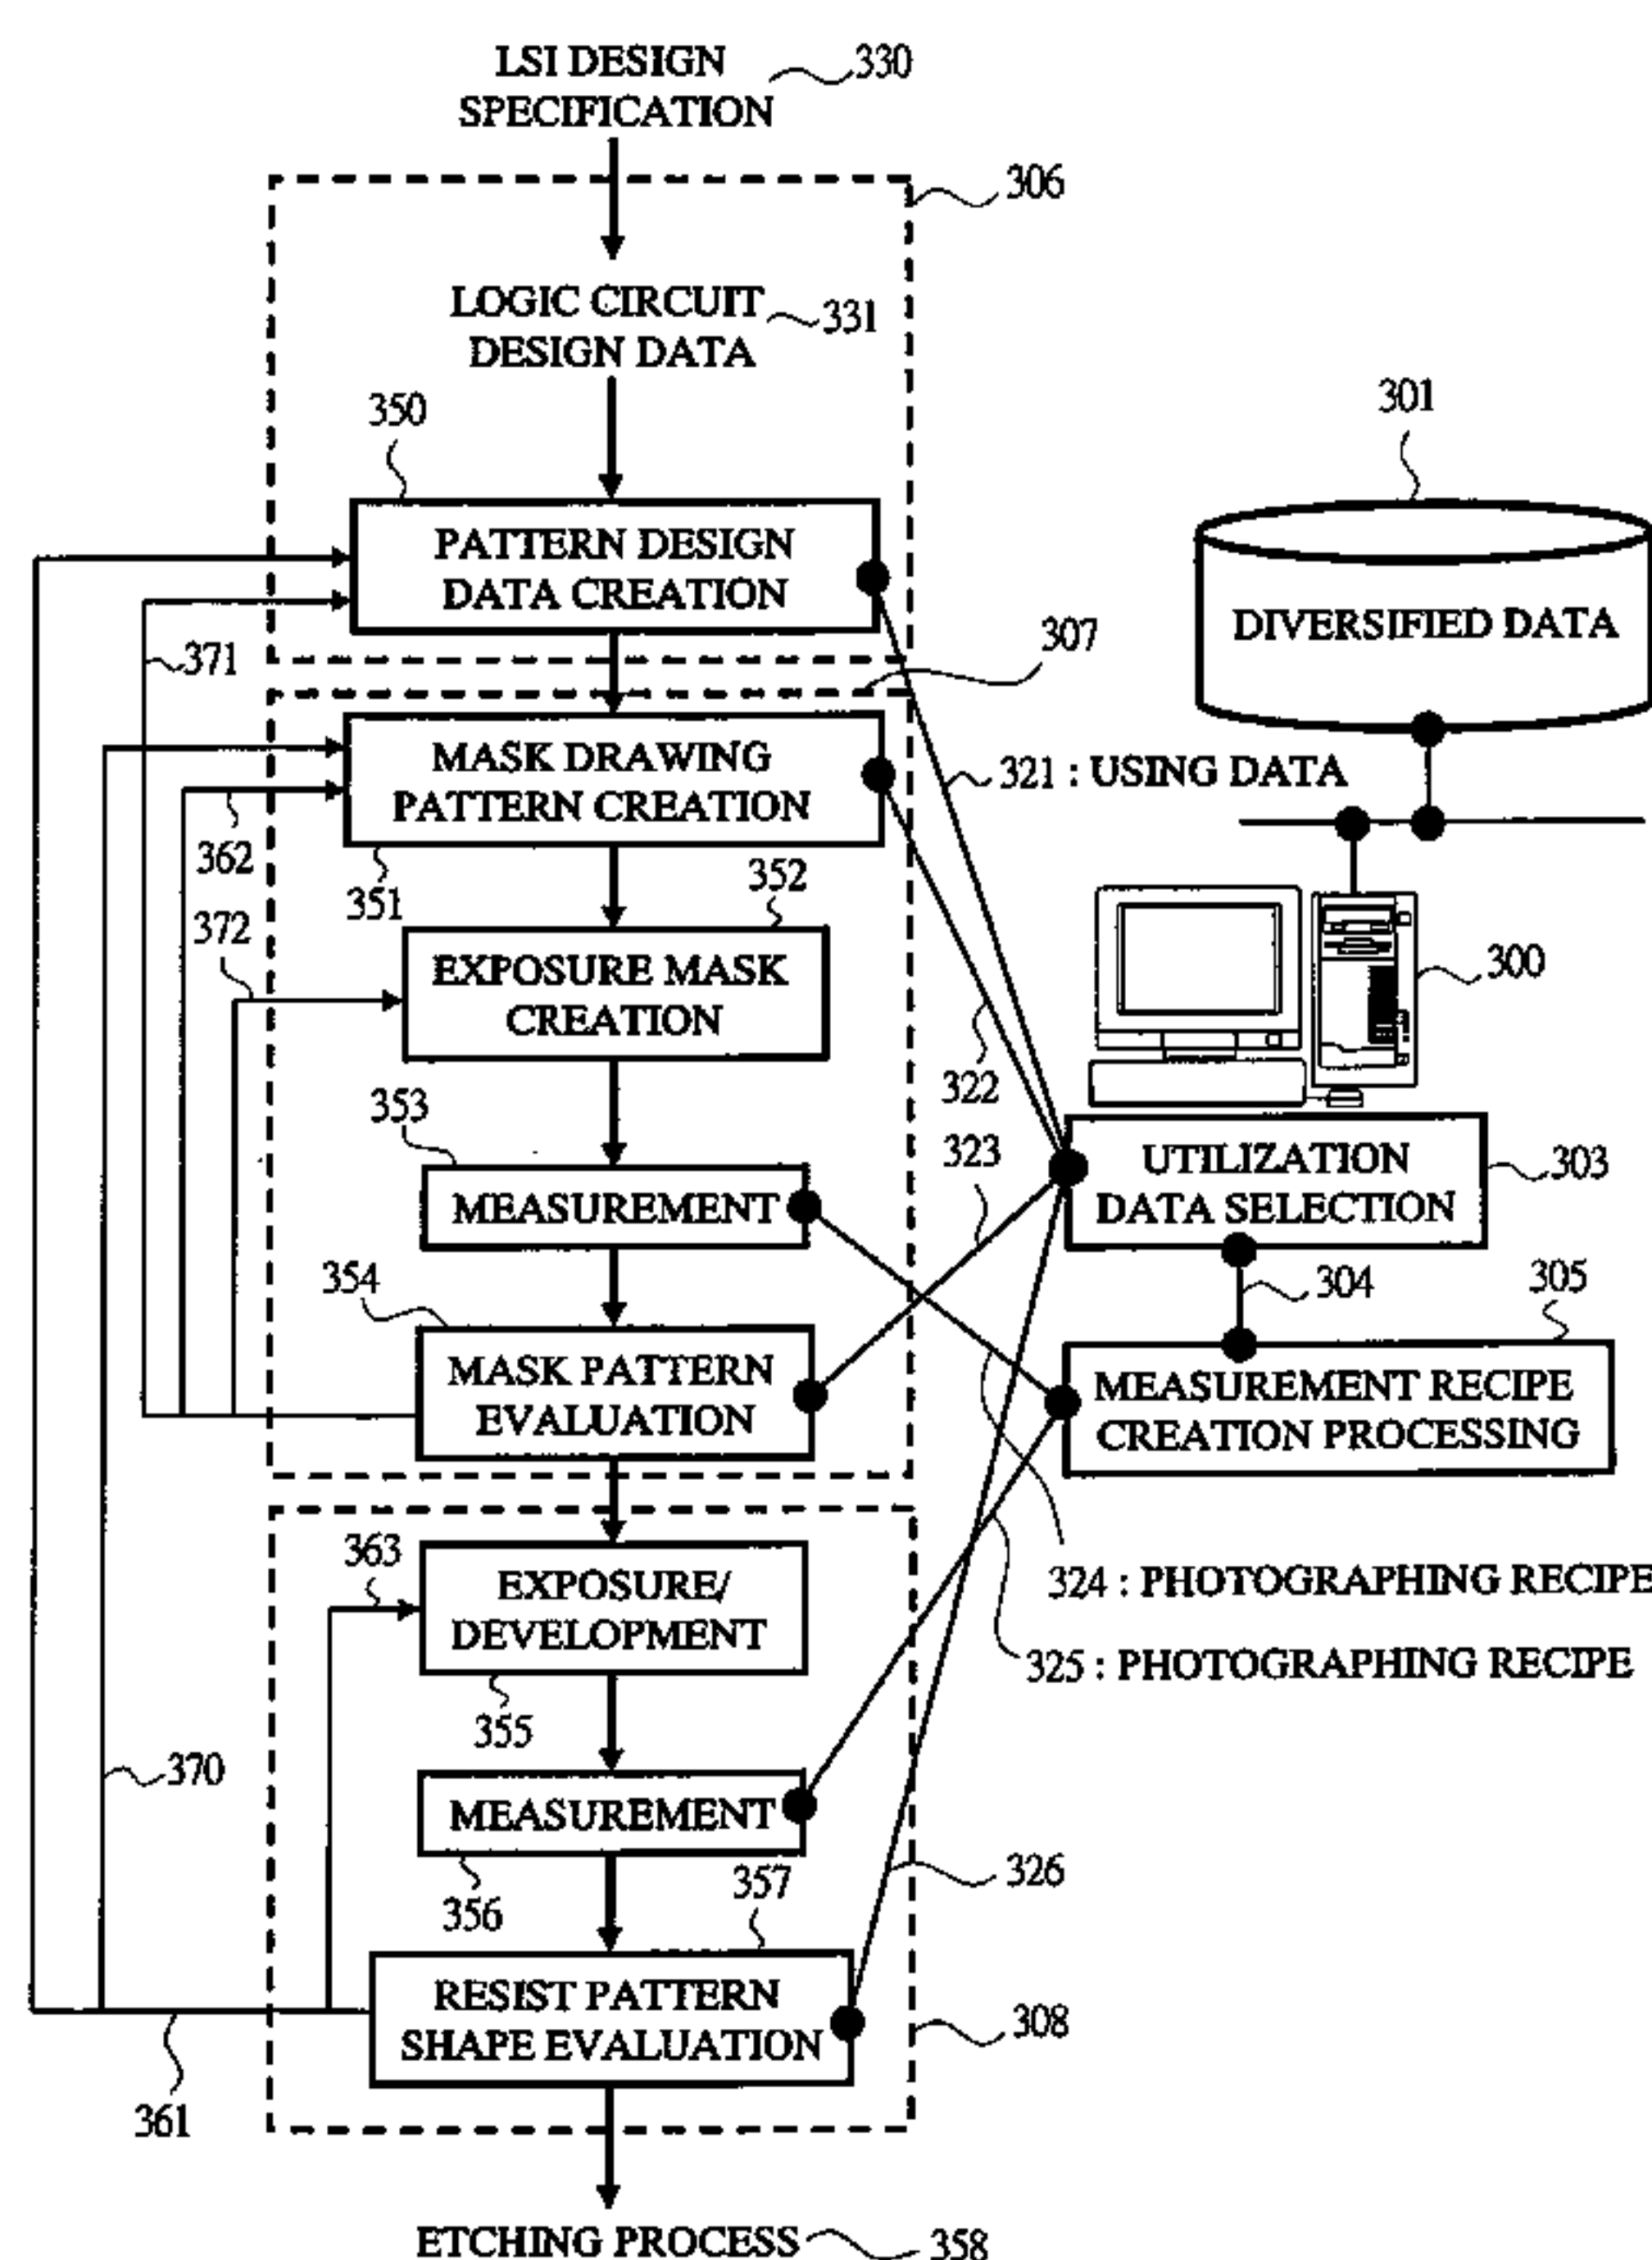 LSI DESIGN
SPECIFICATION
330
306
LOGIC CIRCUIT
DESIGN DATA
331
350
301
PATTERN DESIGN
DATA CREATION
DIVERSIFIED DATA
371
307
MASK DRAWING
PATTERN CREATION
321 : USING DATA
362
351
352
372
EXPOSURE MASK
CREATION
300
322
353
323
MEASUREMENT
UTILIZATION
DATA SELECTION
303
354
304
305
MASK PATTERN
EVALUATION
MEASUREMENT RECIPE
CREATION PROCESSING
363
EXPOSURE/
DEVELOPMENT
324 : PHOTOGRAPHING RECIPE
325 : PHOTOGRAPHING RECIPE
355
370
MEASUREMENT
326
356
357
RESIST PATTERN
SHAPE EVALUATION
308
361
ETCHING PROCESS
358